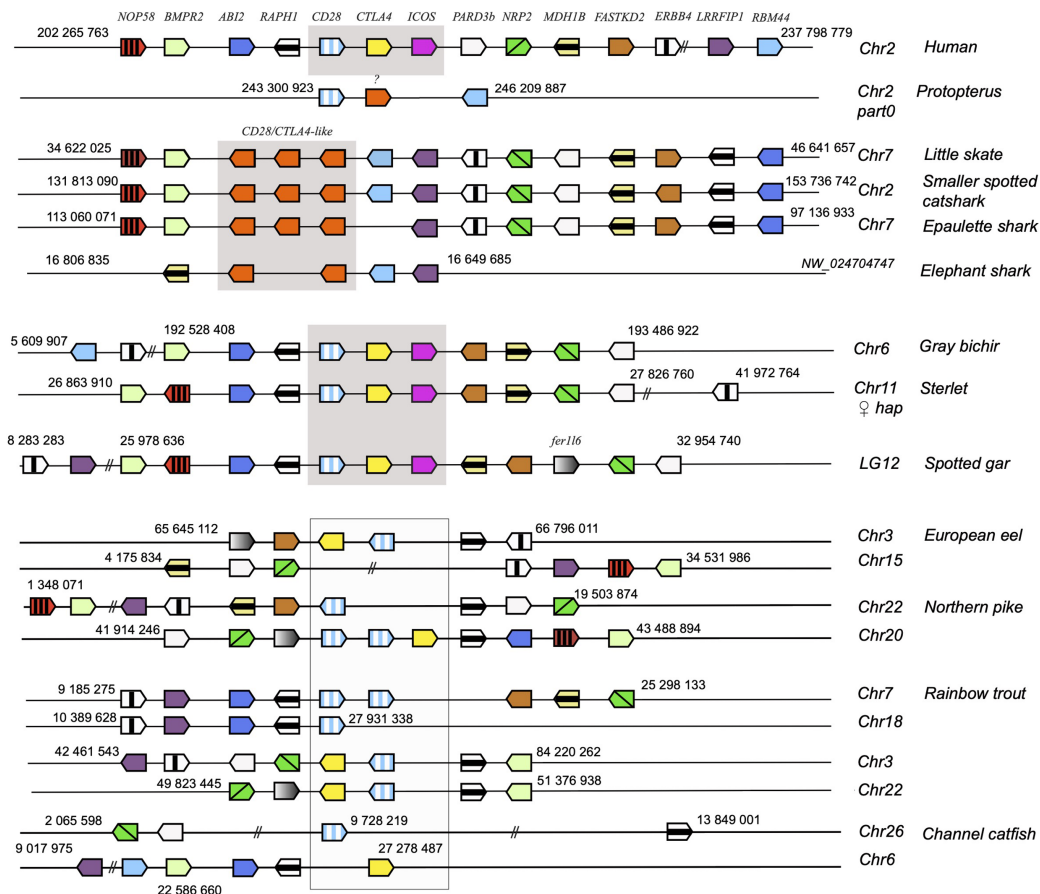 NOP58 BMPR2 ABI2 RAPH1 CD28 CTLA4 ICOS PARD3b NRP2 MDH1B FASTKD2 ERBB4 LRRFIP1 RBM44
202 265 763 // 237 798 779 Chr2 Human
?
243 300 923 246 209 887 Chr2 Protopterus
part0
CD28/CTLA4-like
34 622 025 46 641 657 Chr7 Little skate
131 813 090 153 736 742 Chr2 Smaller spotted
catshark
113 060 071 97 136 933 Chr7 Epaulette shark
16 806 835 16 649 685 NW_024704747 Elephant shark
5 609 907 // 192 528 408 193 486 922 Chr6 Gray bichir
26 863 910 27 826 760 // 41 972 764 Chr11 Sterlet
♀ hap
8 283 283 // 25 978 636 fer1l6 32 954 740 LG12 Spotted gar
65 645 112 66 796 011 Chr3 European eel
4 175 834 // 34 531 986 Chr15
1 348 071 // 19 503 874 Chr22 Northern pike
41 914 246 43 488 894 Chr20
9 185 275 25 298 133 Chr7 Rainbow trout
10 389 628 27 931 338 Chr18
42 461 543 84 220 262 Chr3
49 823 445 51 376 938 Chr22
2 065 598 // 9 728 219 // 13 849 001 Chr26 Channel catfish
9 017 975 // 27 278 487 Chr6
22 586 660